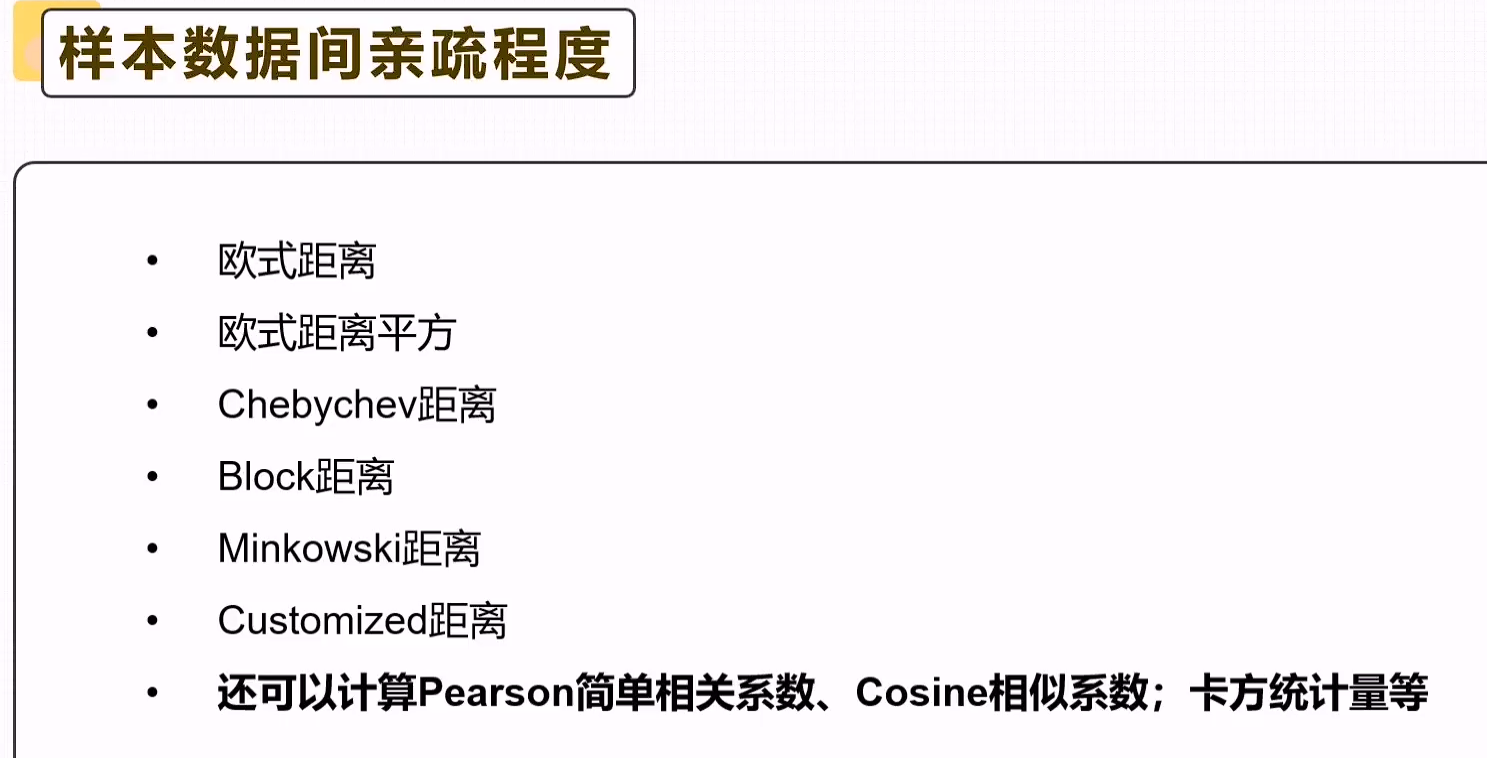 样本数据间亲疏程度
• 欧式距离
• 欧式距离平方
• Chebychev距离
• Block距离
• Minkowski距离
• Customized距离
• 还可以计算Pearson简单相关系数、Cosine相似系数；卡方统计量等